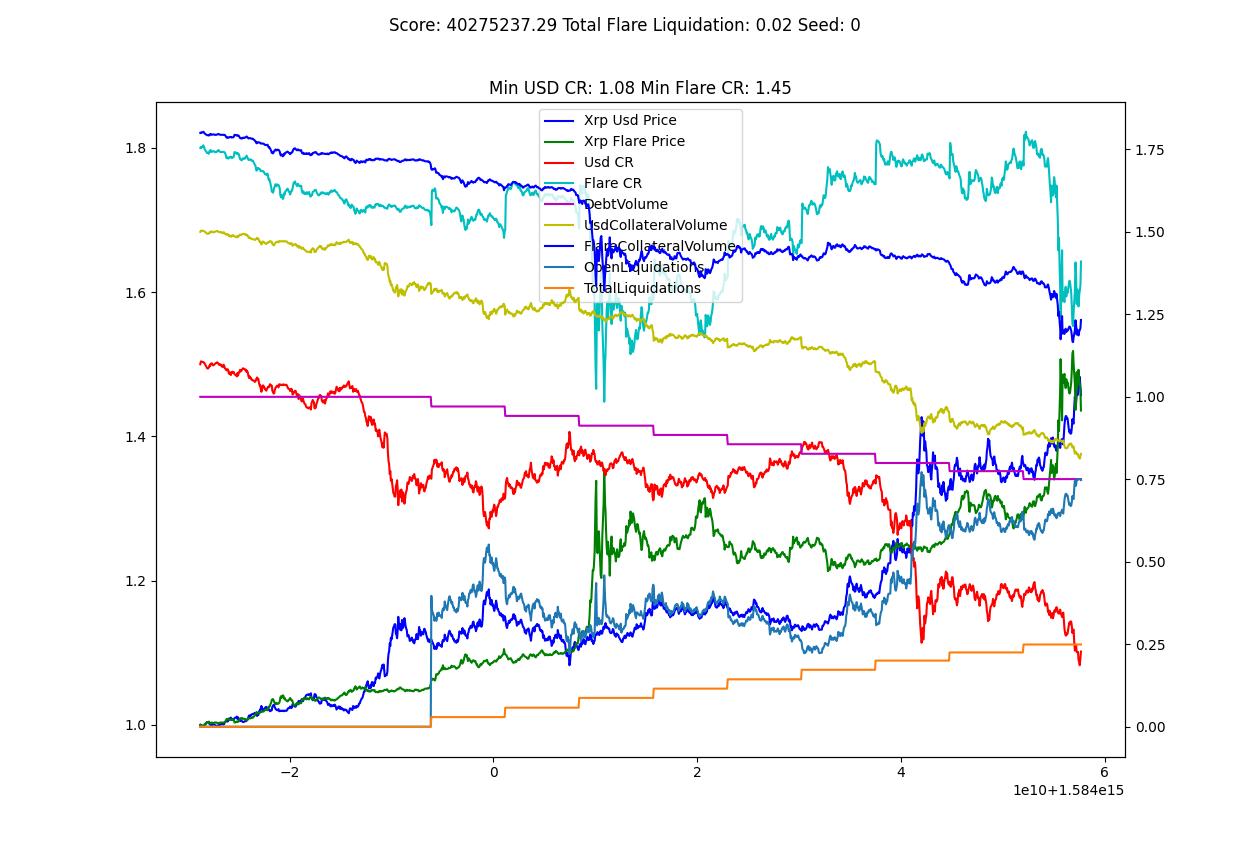 Score: 40275237.29 Total Flare Liquidation: 0.02 Seed: 0
Min USD CR: 1.08 Min Flare CR: 1.45
Xrp Usd Price
Xrp Flare Price
Usd CR
Flare CR
DebtVolume
UsdCollateralVolume
FlareCollateralVolume
OpenLiquidations
TotalLiquidations
1.8
1.6
1.4
1.2
1.0
1.75
1.50
1.25
1.00
0.75
0.50
0.25
0.00
−2
0
2
4
6
1e10+1.584e15